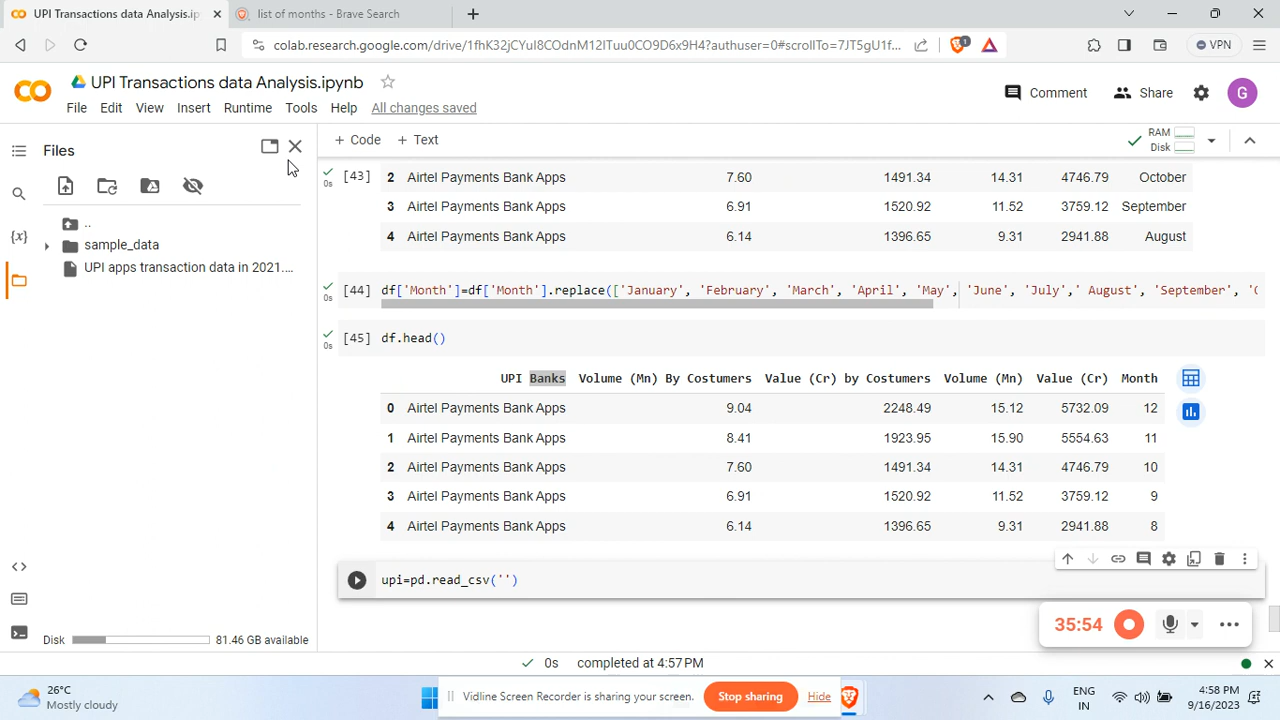 UPI Transactions data Analysis.ip
list of months - Brave Search
colab.research.google.com/drive/1fhK32jCYuI8COdnM12ITuu0CO9D6x9H4?authuser=0#scrollTo=7JT5gU1f...
1
VPN
UPI Transactions data Analysis.ipynb
File Edit View Insert Runtime Tools Help All changes saved
Comment Share G
Files
+ Code + Text
RAM
Disk
..
sample_data
UPI apps transaction data in 2021....
{x}
0s [43] 2 Airtel Payments Bank Apps 7.60 1491.34 14.31 4746.79 October
3 Airtel Payments Bank Apps 6.91 1520.92 11.52 3759.12 September
4 Airtel Payments Bank Apps 6.14 1396.65 9.31 2941.88 August
0s [44] df['Month']=df['Month'].replace(['January', 'February', 'March', 'April', 'May', 'June', 'July',' August', 'September', '
0s [45] df.head()
UPI Banks Volume (Mn) By Costumers Value (Cr) by Costumers Volume (Mn) Value (Cr) Month
0 Airtel Payments Bank Apps 9.04 2248.49 15.12 5732.09 12
1 Airtel Payments Bank Apps 8.41 1923.95 15.90 5554.63 11
2 Airtel Payments Bank Apps 7.60 1491.34 14.31 4746.79 10
3 Airtel Payments Bank Apps 6.91 1520.92 11.52 3759.12 9
4 Airtel Payments Bank Apps 6.14 1396.65 9.31 2941.88 8
upi=pd.read_csv('')
35:54
Disk 81.46 GB available
0s completed at 4:57 PM
26°C
Mostly cloudy
Vidline Screen Recorder is sharing your screen. Stop sharing Hide
ENG
IN
4:58 PM
9/16/2023